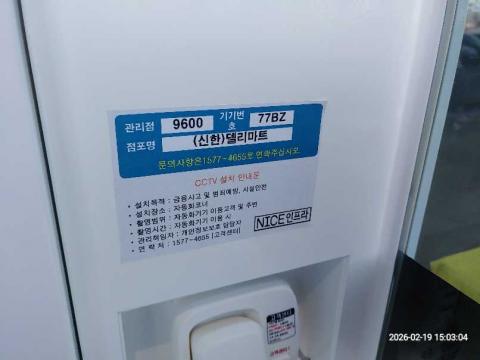 관리점 9600 기기번호 77BZ
점포명 (신한)델리마트
문의사항은1577-4655로 연락주십시오.
CCTV 설치 안내문
• 설치목적 : 금융사고 및 범죄예방, 시설안전
• 설치장소 : 자동화코너
• 촬영범위 : 자동화기기 이용고객 및 주변
• 촬영시간 : 자동화기기 이용 시
• 관리책임자 : 개인정보보호 담당자
• 연 락 처 : 1577-4655 [고객센터]
NICE인프라
2026-02-19 15:03:04